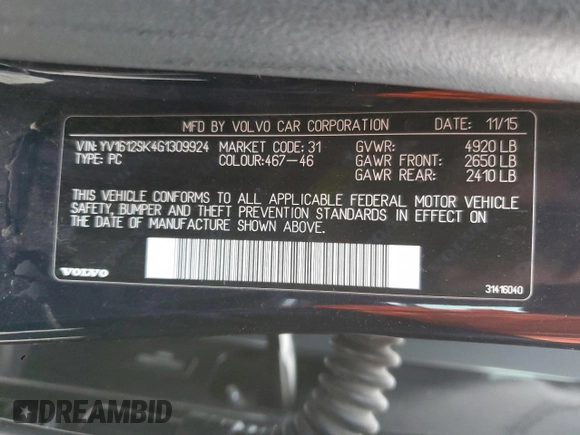 MFD BY VOLVO CAR CORPORATION DATE: 11/15
VIN: YV1612SK4G1309924 MARKET CODE: 31 GVWR: 4920 LB
TYPE: PC COLOUR:467-46 GAWR FRONT: 2650 LB
GAWR REAR: 2410 LB
THIS VEHICLE CONFORMS TO ALL APPLICABLE FEDERAL MOTOR VEHICLE
SAFETY, BUMPER AND THEFT PREVENTION STANDARDS IN EFFECT ON
THE DATE OF MANUFACTURE SHOWN ABOVE.
VOLVO 31416040
DREAMBID